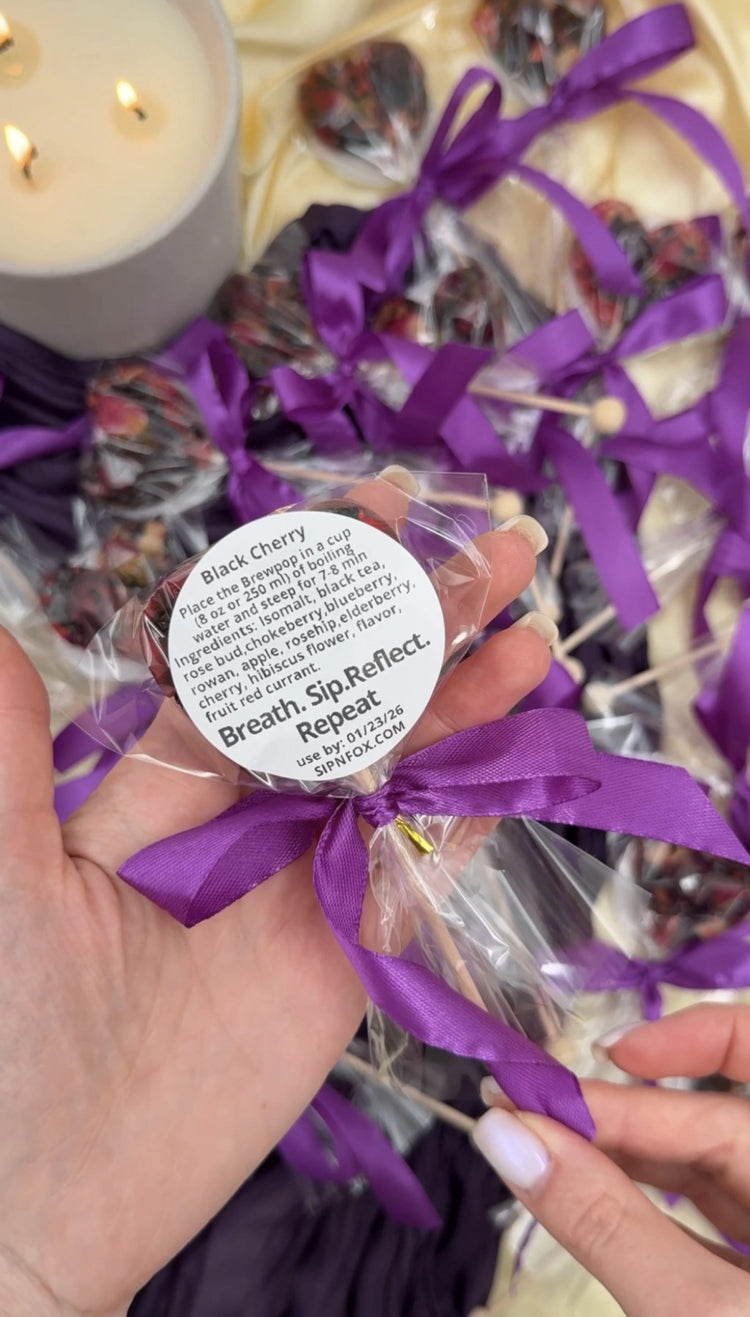 Black Cherry
Place the Brewpop in a cup
(8 oz or 250 ml) of boiling
water and steep for 7-8 min
Ingredients: Isomalt, black tea,
rose bud,chokeberry,blueberry,
rowan, apple, rosehip,elderberry,
cherry, hibiscus flower, flavor,
fruit red currant.
Breath. Sip.Reflect.
Repeat
use by: 01/23/26
SIPNFOX.COM